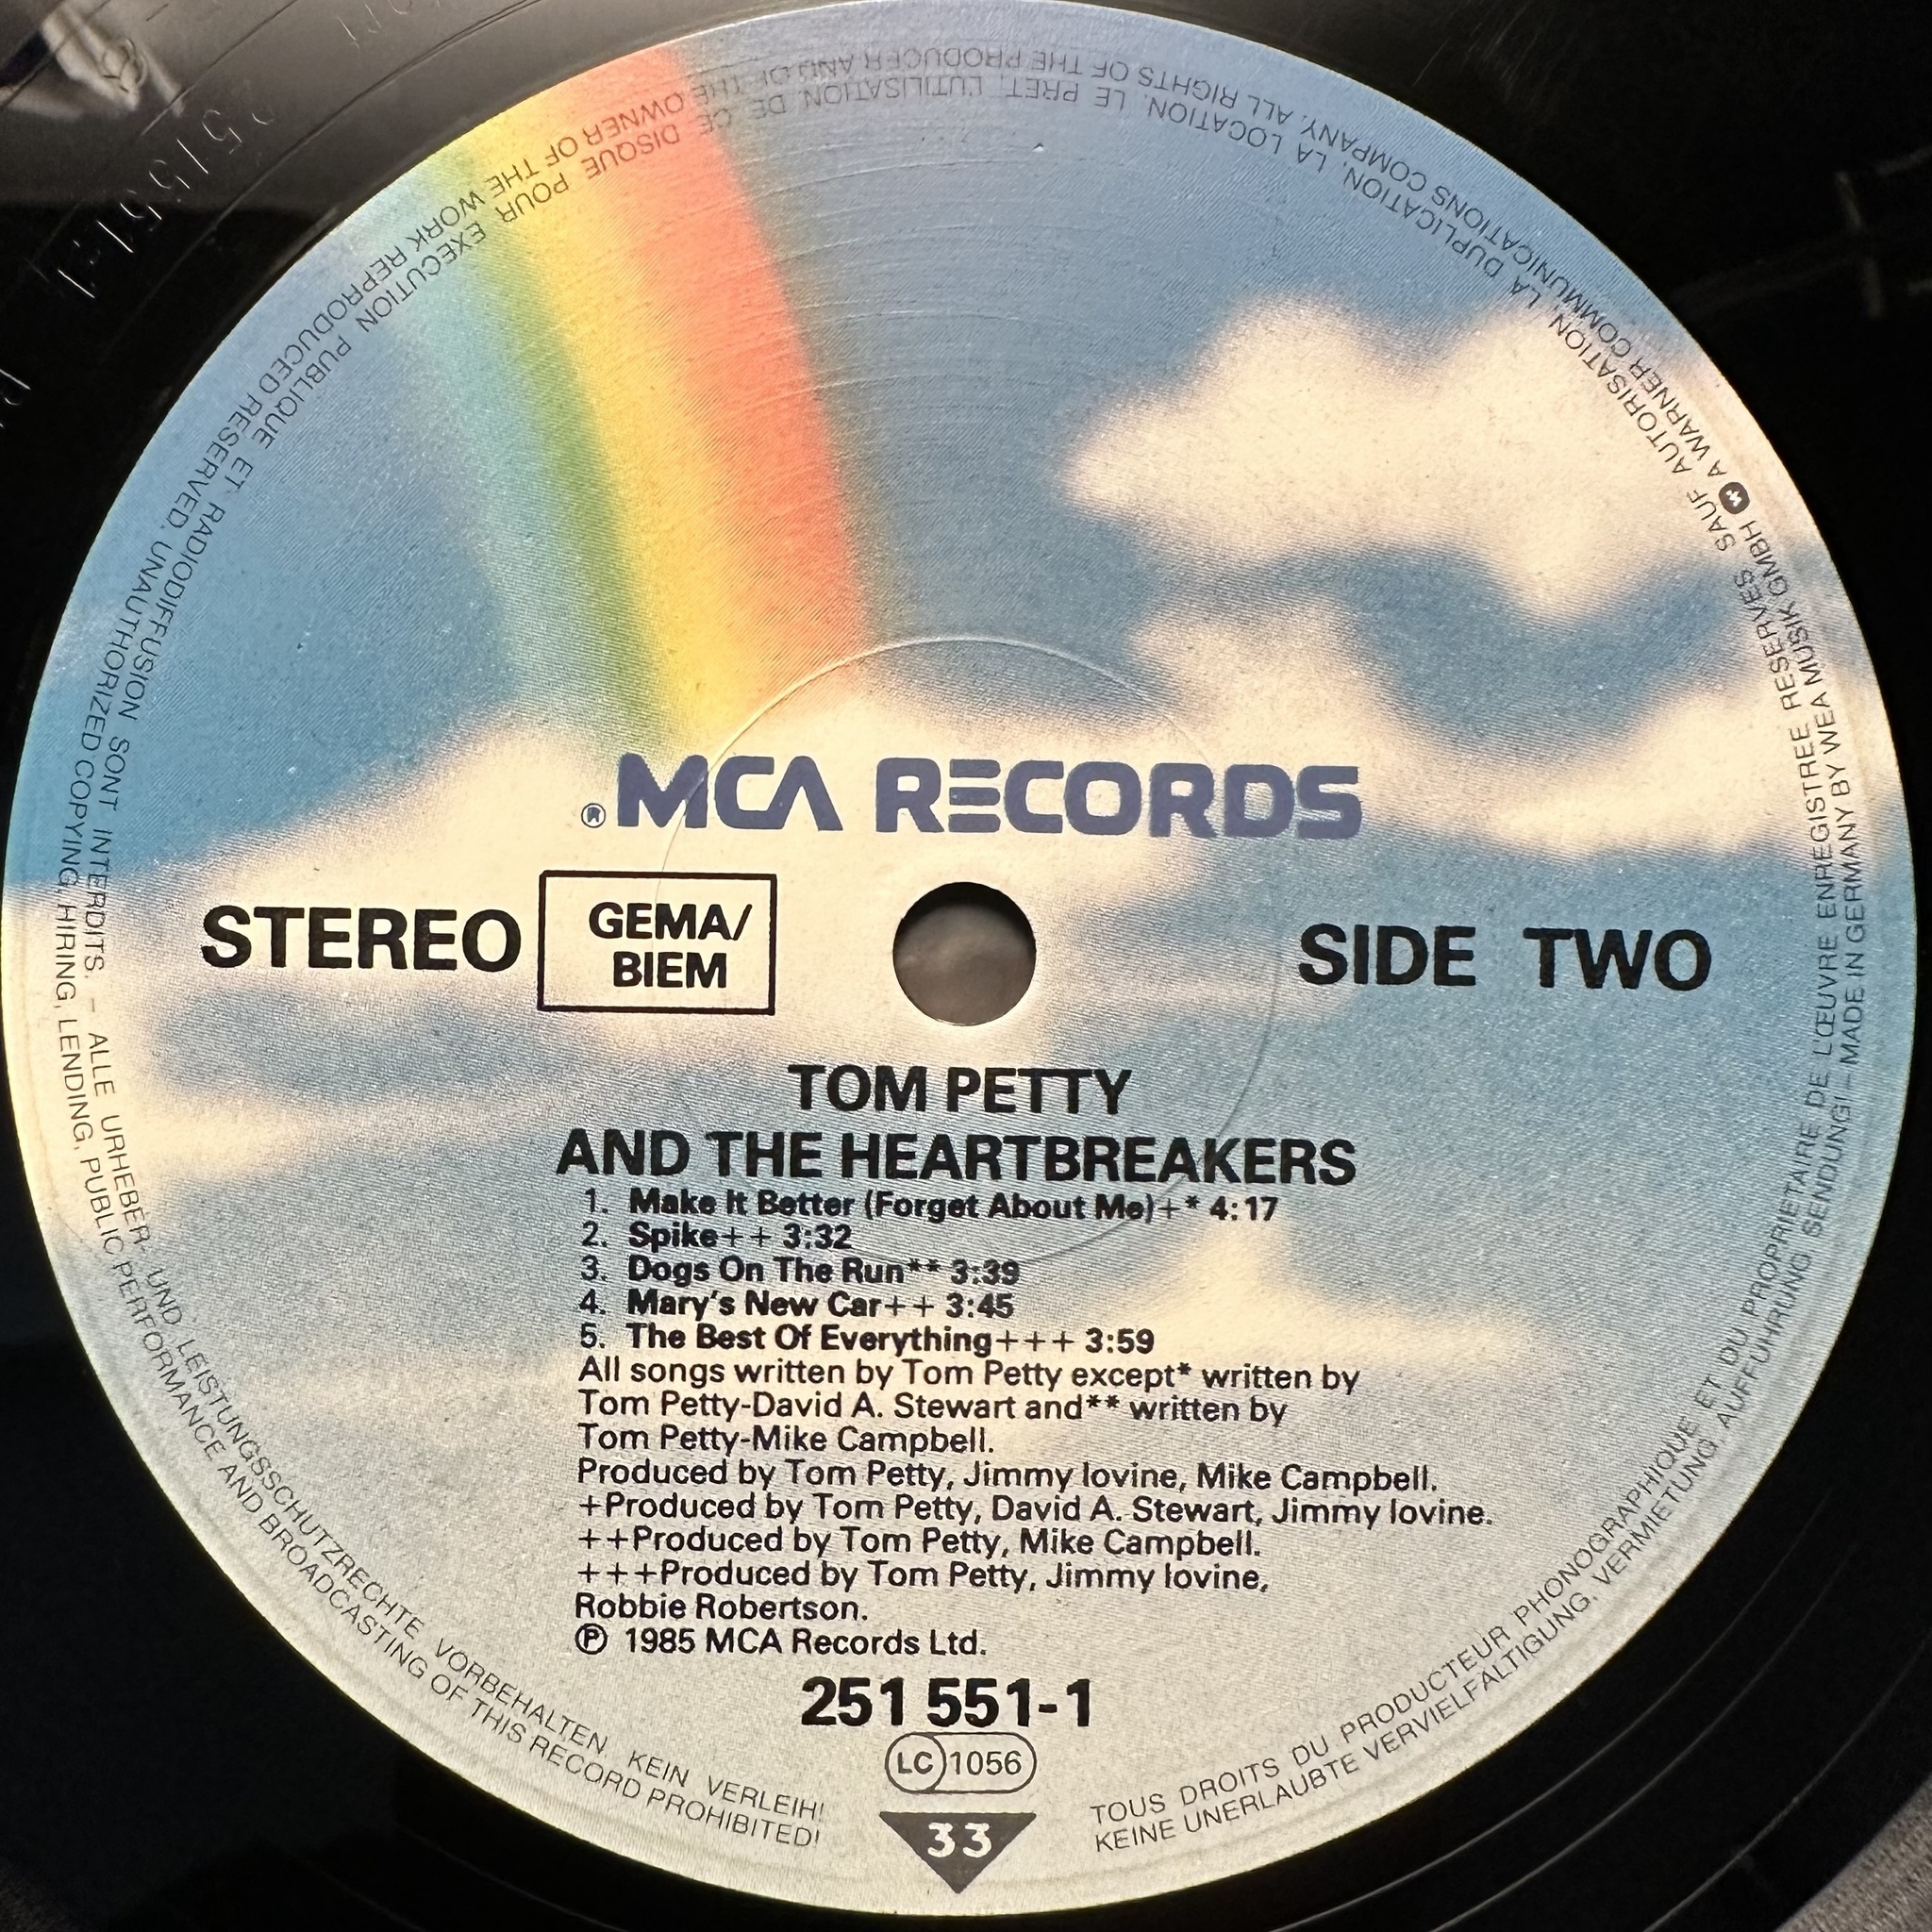 ® MCA RECORDS
STEREO
GEMA/
BIEM
SIDE TWO
TOM PETTY
AND THE HEARTBREAKERS
1. Make It Better (Forget About Me)+* 4:17
2. Spike++ 3:32
3. Dogs On The Run** 3:39
4. Mary's New Car++ 3:45
5. The Best Of Everything+++ 3:59
All songs written by Tom Petty except* written by
Tom Petty-David A. Stewart and** written by
Tom Petty-Mike Campbell.
Produced by Tom Petty, Jimmy Iovine, Mike Campbell.
+Produced by Tom Petty, David A. Stewart, Jimmy Iovine.
++Produced by Tom Petty, Mike Campbell.
+++Produced by Tom Petty, Jimmy Iovine,
Robbie Robertson.
℗ 1985 MCA Records Ltd.
251 551-1
LC 1056
33
TOUS DROITS DU PRODUCTEUR PHONOGRAPHIQUE ET DU PROPRIETAIRE DE L'ŒUVRE ENREGISTREE RESERVES SAUF AUTORISATION, LA DUPLICATION, LA LOCATION, LE PRET, L'UTILISATION DE CE DISQUE POUR EXECUTION PUBLIQUE ET RADIODIFFUSION SONT INTERDITS. – ALLE URHEBER- UND LEISTUNGSSCHUTZRECHTE VORBEHALTEN KEIN VERLEIH!
KEINE UNERLAUBTE VERVIELFÄLTIGUNG, VERMIETUNG, AUFFÜHRUNG, SENDUNG! – MADE IN GERMANY BY WEA MUSIK GMBH A WARNER COMMUNICATIONS COMPANY, ALL RIGHTS OF THE PRODUCER AND OF THE OWNER OF THE WORK REPRODUCED RESERVED. UNAUTHORIZED COPYING, HIRING, LENDING, PUBLIC PERFORMANCE AND BROADCASTING OF THIS RECORD PROHIBITED!